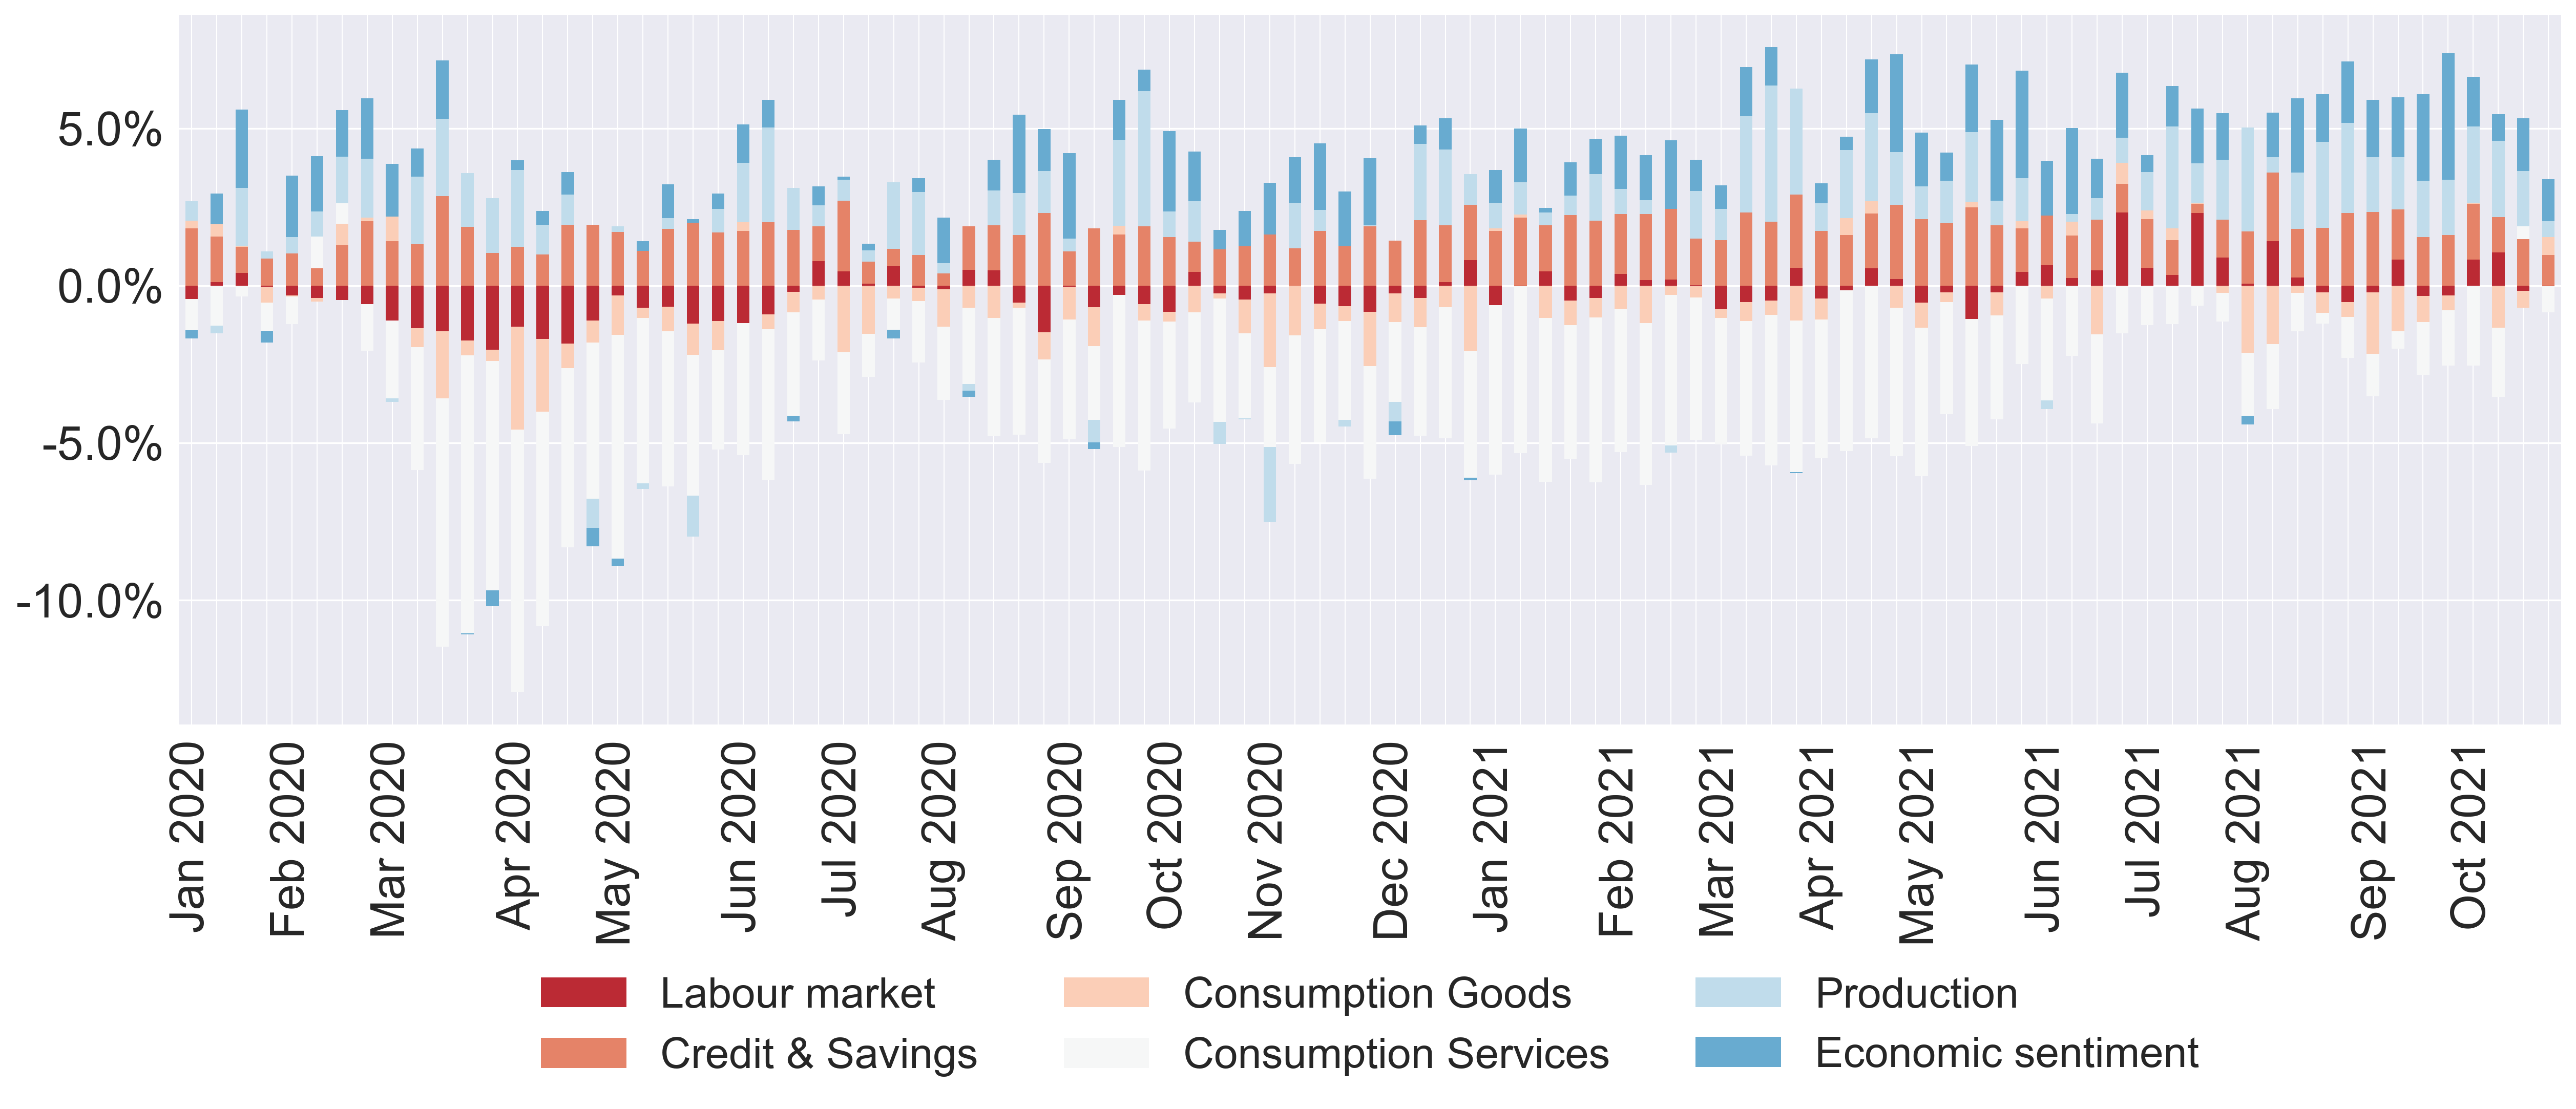 5.0%
0.0%
-5.0%
-10.0%
Jan 2020
Feb 2020
Mar 2020
Apr 2020
May 2020
Jun 2020
Jul 2020
Aug 2020
Sep 2020
Oct 2020
Nov 2020
Dec 2020
Jan 2021
Feb 2021
Mar 2021
Apr 2021
May 2021
Jun 2021
Jul 2021
Aug 2021
Sep 2021
Oct 2021
Labour market
Consumption Goods
Production
Credit & Savings
Consumption Services
Economic sentiment